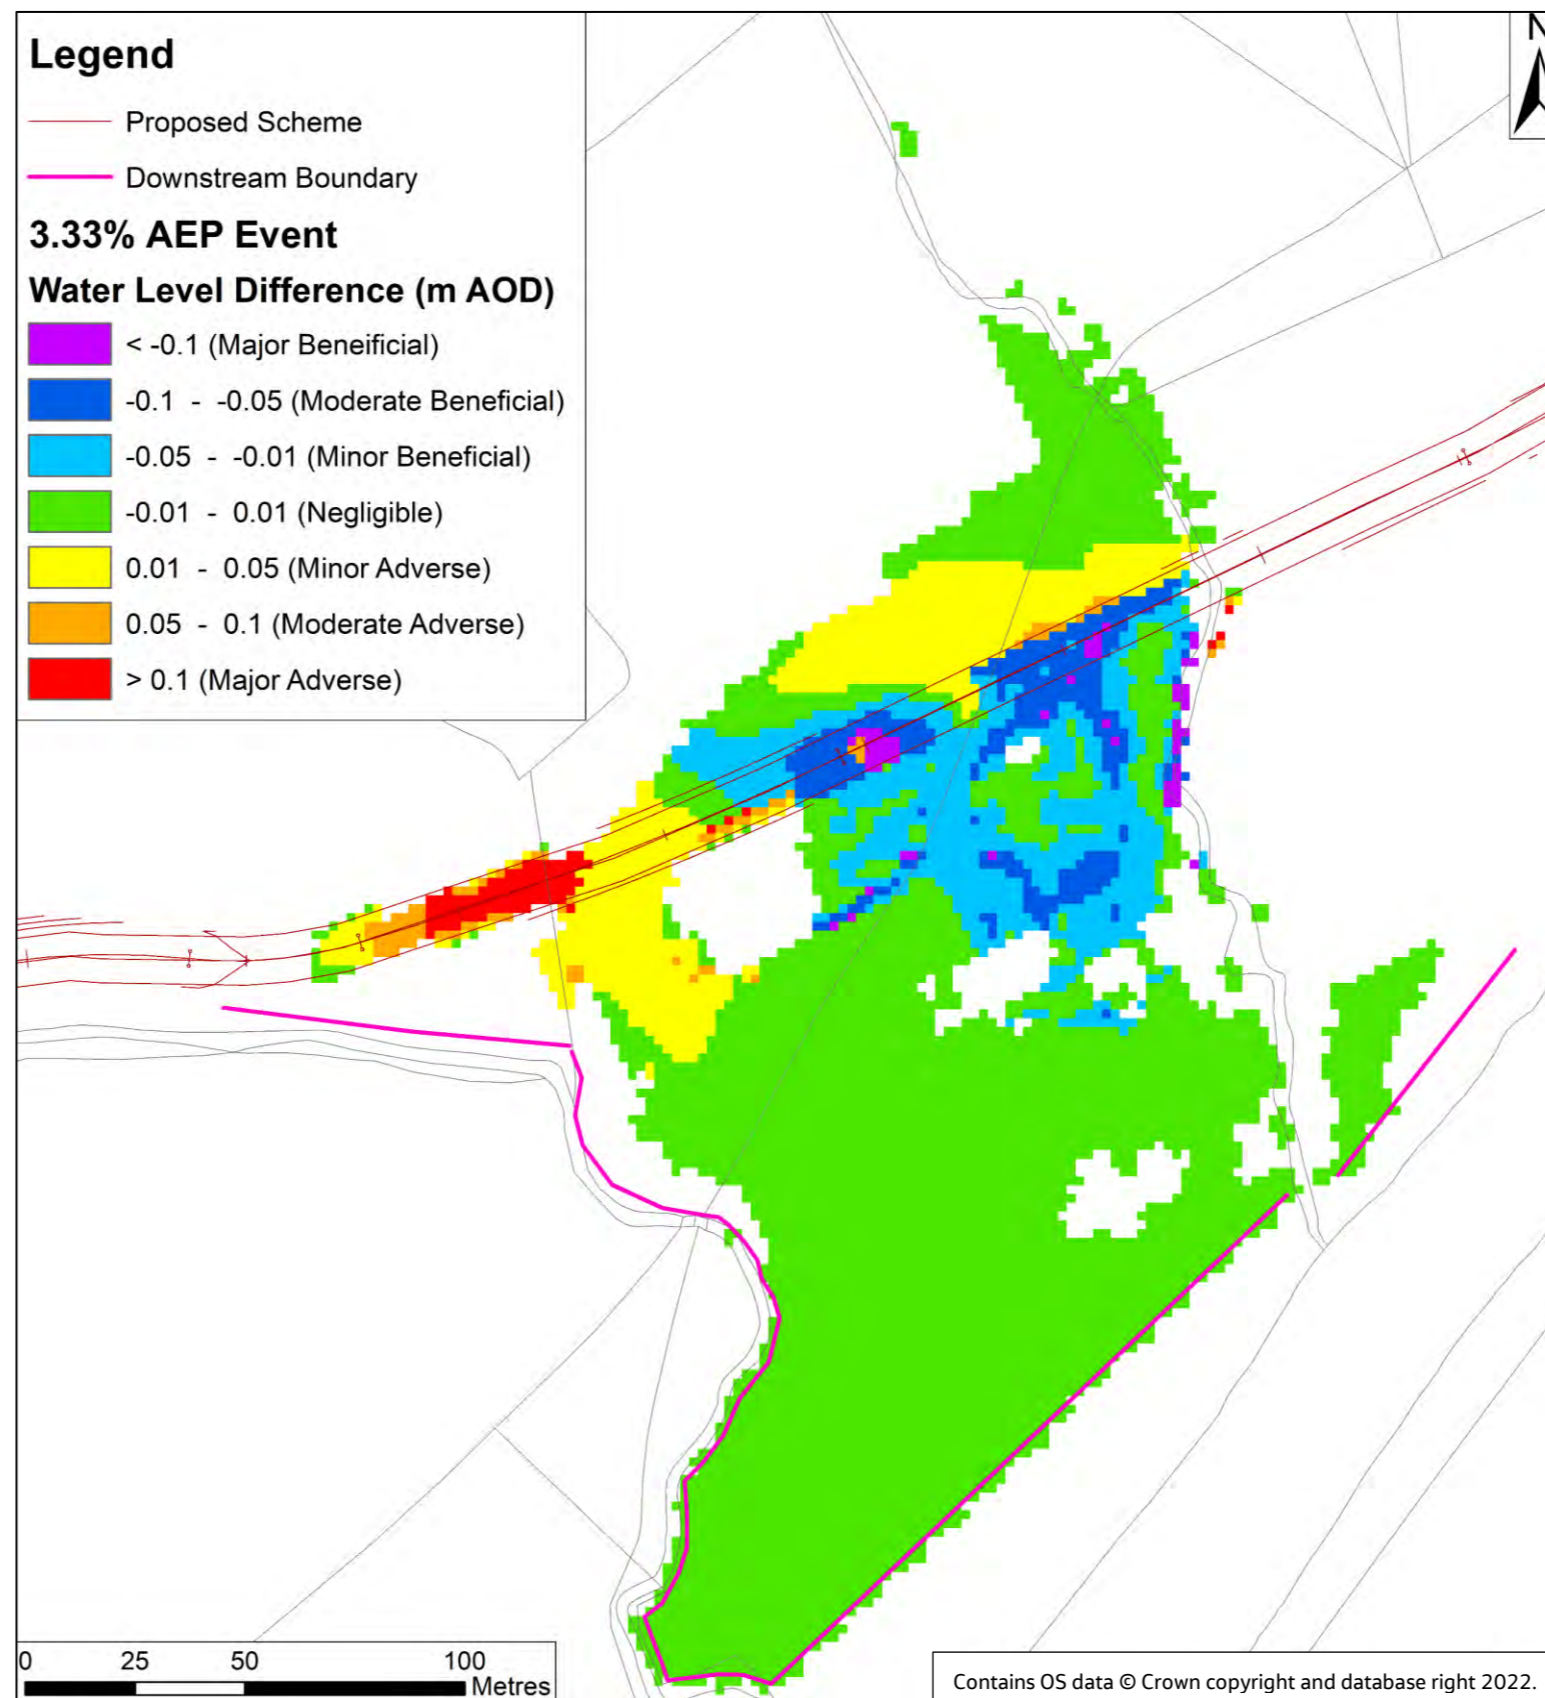 Legend
Proposed Scheme
Downstream Boundary
3.33% AEP Event
Water Level Difference (m AOD)
< -0.1 (Major Beneificial)
-0.1 - -0.05 (Moderate Beneficial)
-0.05 - -0.01 (Minor Beneficial)
-0.01 - 0.01 (Negligible)
0.01 - 0.05 (Minor Adverse)
0.05 - 0.1 (Moderate Adverse)
> 0.1 (Major Adverse)
N
0 25 50 100
Metres
Contains OS data © Crown copyright and database right 2022.